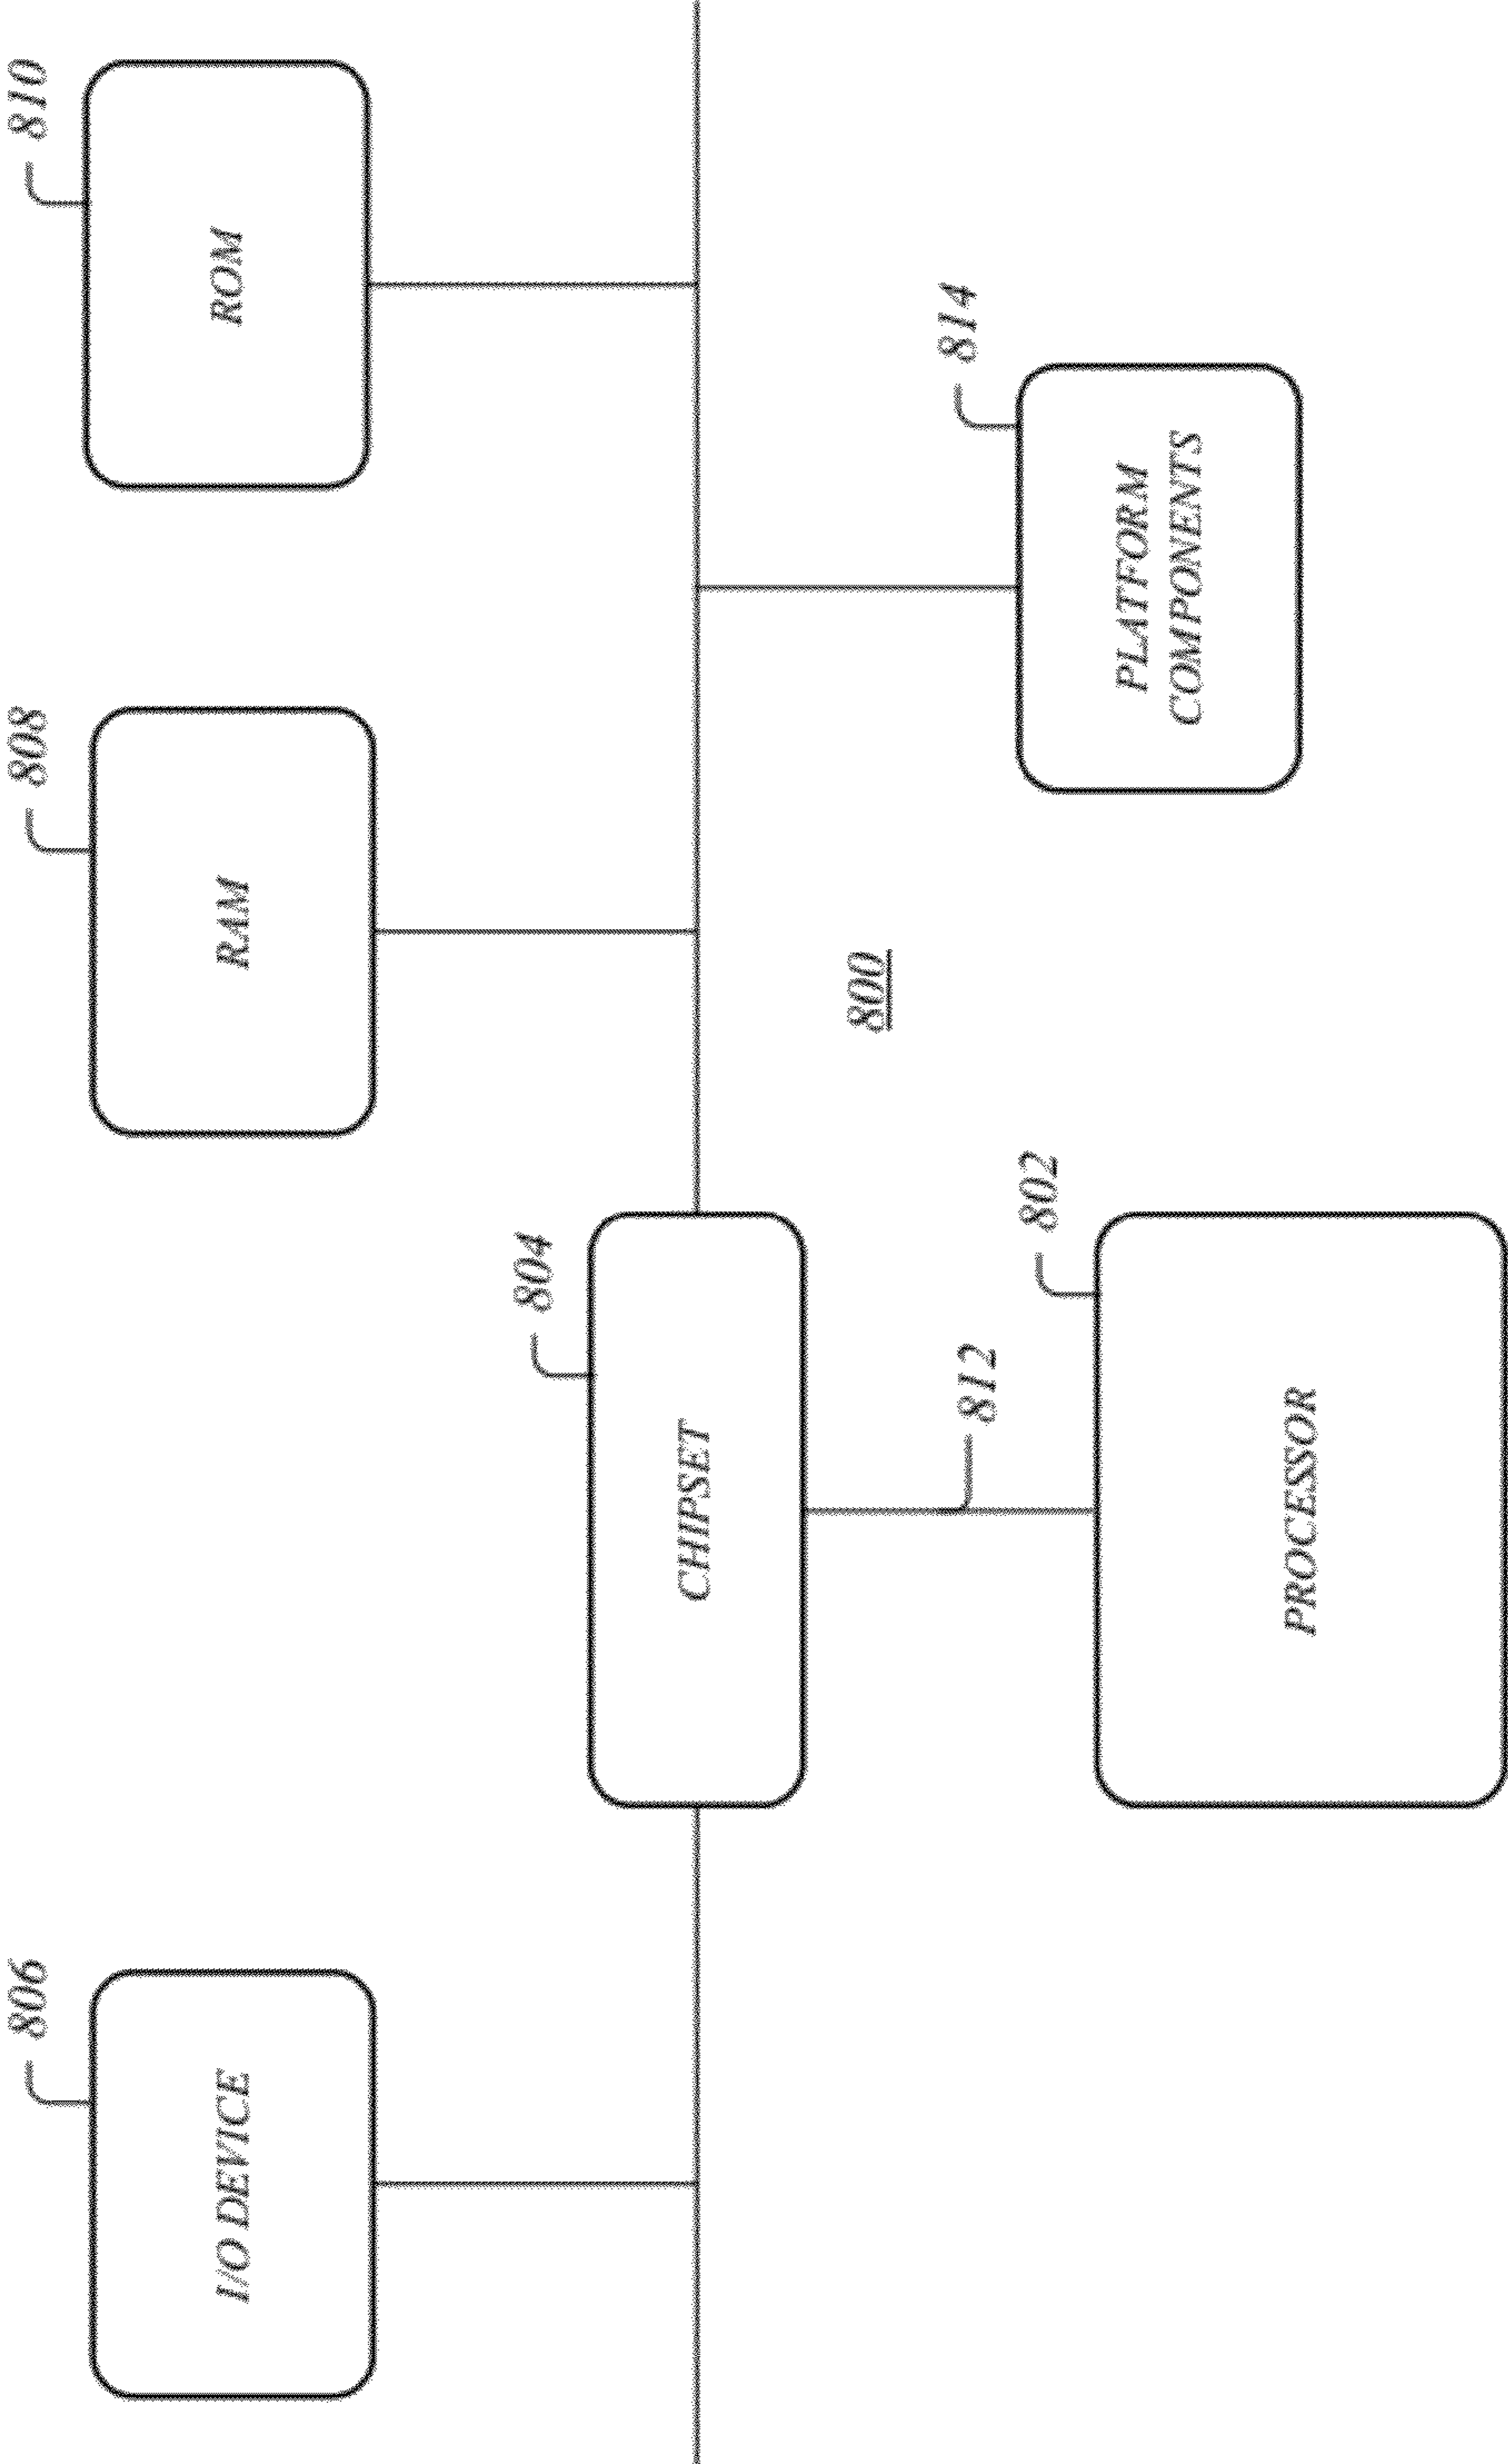 806
I/O DEVICE
808
RAM
810
ROM
804
CHIPSET
812
800
814
PLATFORM
COMPONENTS
802
PROCESSOR